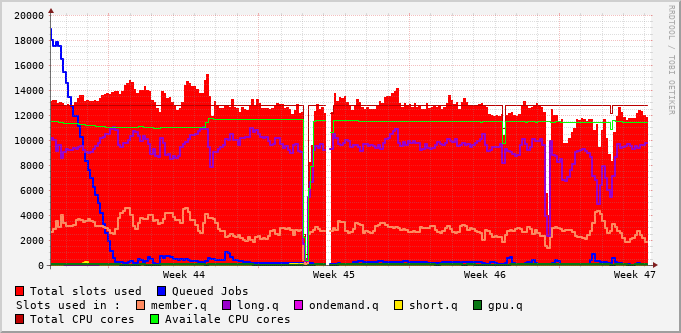 20000
18000
16000
14000
12000
10000
8000
6000
4000
2000
0
Week 44 Week 45 Week 46 Week 47
Total slots used Queued Jobs
Slots used in : member.q long.q ondemand.q short.q gpu.q
Total CPU cores Availale CPU cores
RRDTOOL / TOBI OETIKER